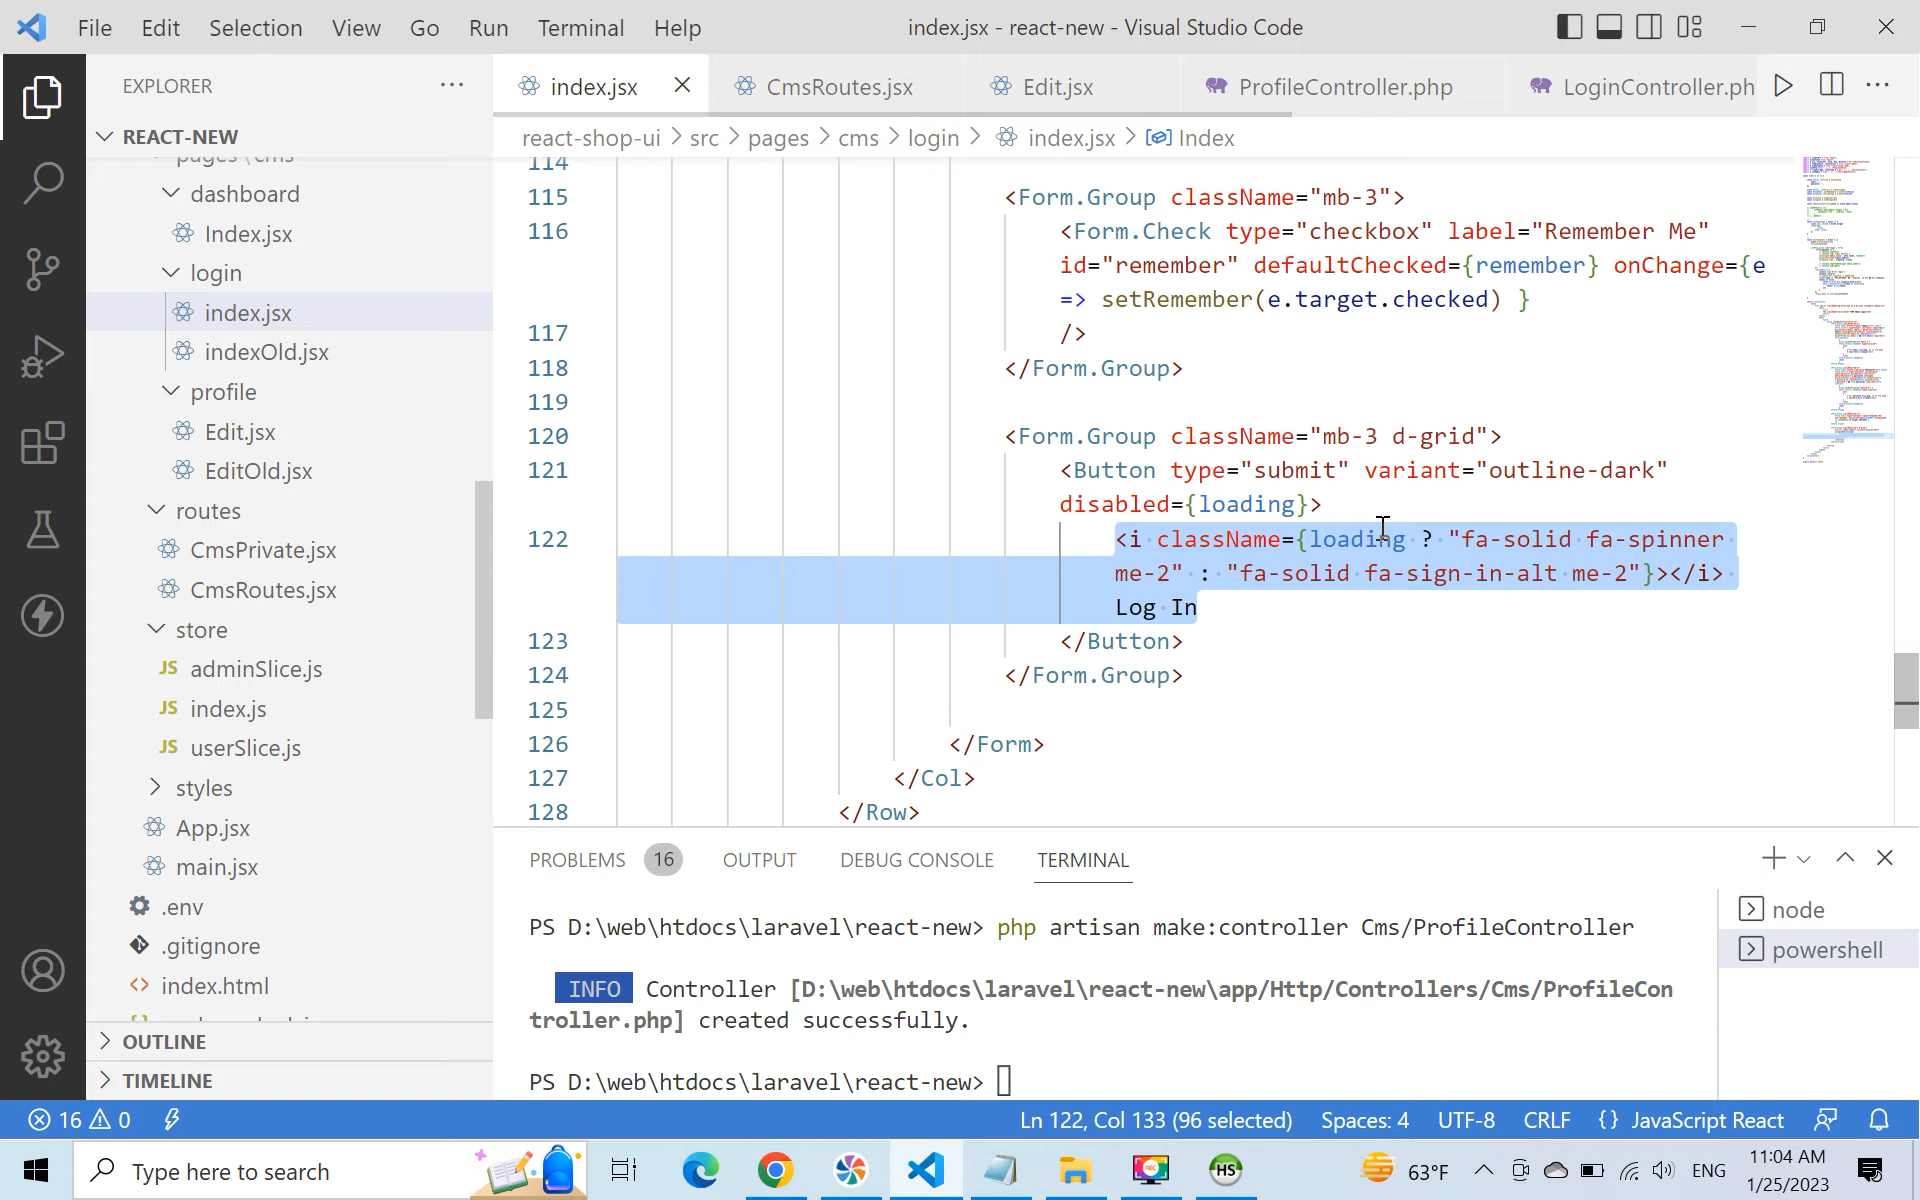 File Edit Selection View Go Run Terminal Help
index.jsx - react-new - Visual Studio Code
EXPLORER
REACT-NEW
dashboard
Index.jsx
login
index.jsx
indexOld.jsx
profile
Edit.jsx
EditOld.jsx
routes
CmsPrivate.jsx
CmsRoutes.jsx
store
JS adminSlice.js
JS index.js
JS userSlice.js
styles
App.jsx
main.jsx
.env
.gitignore
<> index.html
OUTLINE
TIMELINE
index.jsx CmsRoutes.jsx Edit.jsx ProfileController.php LoginController.ph
react-shop-ui > src > pages > cms > login > index.jsx > Index
114
115 <Form.Group className="mb-3">
116 <Form.Check type="checkbox" label="Remember Me"
id="remember" defaultChecked={remember} onChange={e
=> setRemember(e.target.checked) }
117 />
118 </Form.Group>
119
120 <Form.Group className="mb-3 d-grid">
121 <Button type="submit" variant="outline-dark"
disabled={loading}>
122 <i className={loading ? "fa-solid fa-spinner
me-2" : "fa-solid fa-sign-in-alt me-2"}></i>
Log In
123 </Button>
124 </Form.Group>
125
126 </Form>
127 </Col>
128 </Row>
PROBLEMS 16 OUTPUT DEBUG CONSOLE TERMINAL
PS D:\web\htdocs\laravel\react-new> php artisan make:controller Cms/ProfileController
INFO Controller [D:\web\htdocs\laravel\react-new\app/Http/Controllers/Cms/ProfileCon
troller.php] created successfully.
PS D:\web\htdocs\laravel\react-new>
node
powershell
16 0
Ln 122, Col 133 (96 selected) Spaces: 4 UTF-8 CRLF {} JavaScript React
Type here to search
REC
HS
63°F
ENG
11:04 AM
1/25/2023